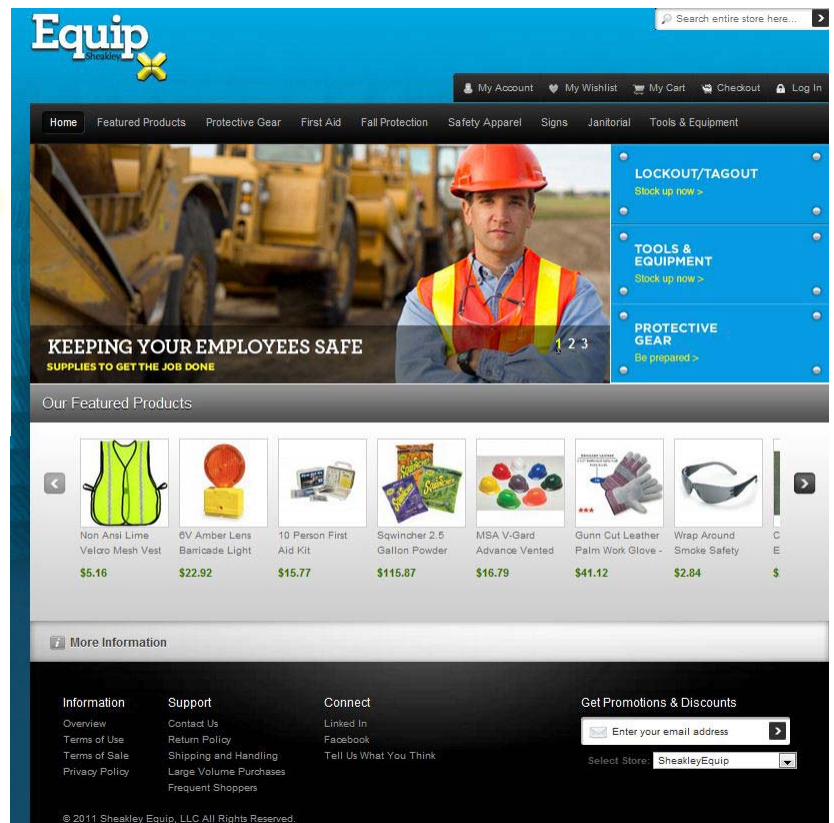 Equip
Sheakley
x
Search entire store here...
My Account
My Wishlist
My Cart
Checkout
Log In
Home
Featured Products
Protective Gear
First Aid
Fall Protection
Safety Apparel
Signs
Janitorial
Tools & Equipment
LOCKOUT/TAGOUT
Stock up now >
TOOLS &
EQUIPMENT
Stock up now >
PROTECTIVE
GEAR
Be prepared >
KEEPING YOUR EMPLOYEES SAFE
SUPPLIES TO GET THE JOB DONE
1 2 3
Our Featured Products
Non Ansi Lime
Velcro Mesh Vest
$5.16
6V Amber Lens
Barricade Light
$22.92
10 Person First
Aid Kit
$15.77
Sqwincher 2.5
Gallon Powder
$115.87
MSA V-Gard
Advance Vented
$16.79
Gunn Cut Leather
Palm Work Glove -
$41.12
Wrap Around
Smoke Safety
$2.84
C
E
$
More Information
Information
Overview
Terms of Use
Terms of Sale
Privacy Policy
Support
Contact Us
Return Policy
Shipping and Handling
Large Volume Purchases
Frequent Shoppers
Connect
Linked In
Facebook
Tell Us What You Think
Get Promotions & Discounts
Enter your email address
Select Store: SheakleyEquip
© 2011 Sheakley Equip, LLC All Rights Reserved.